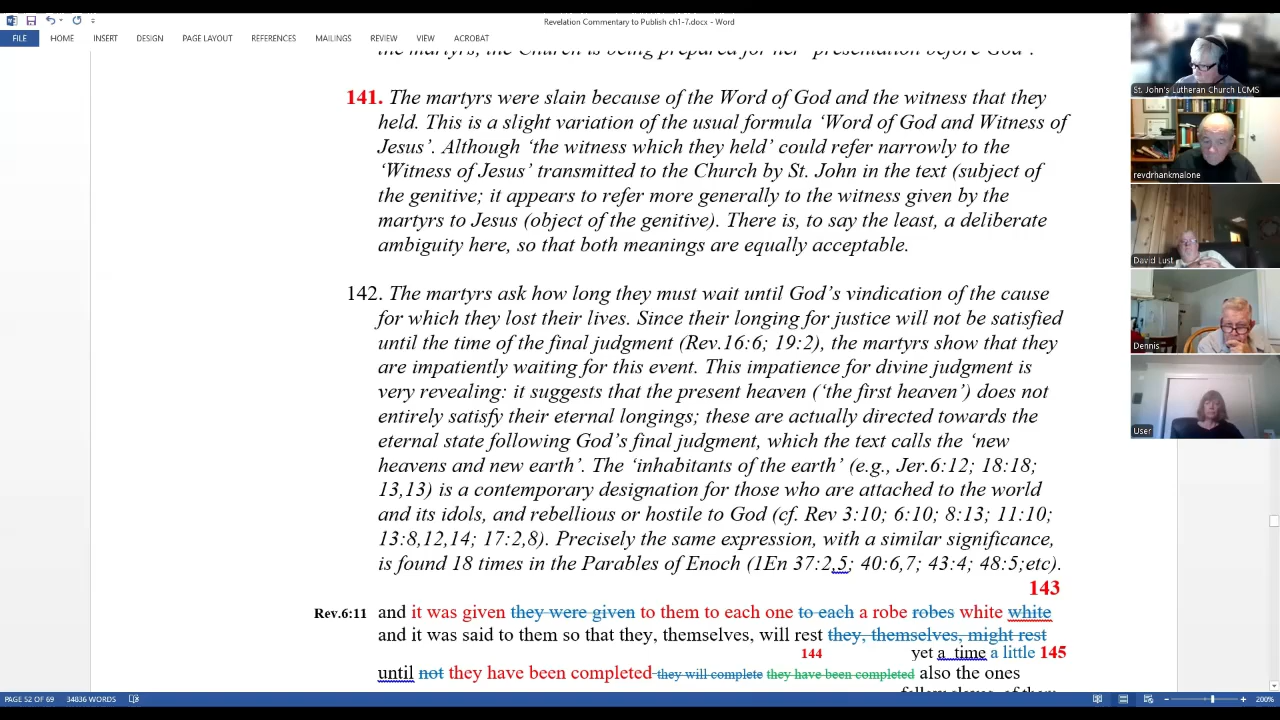 Revelation Commentary to Publish ch1-7.docx - Word
FILE HOME INSERT DESIGN PAGE LAYOUT REFERENCES MAILINGS REVIEW VIEW ACROBAT
the martyrs, the Church is being prepared for her 'presentation before God'.
141. The martyrs were slain because of the Word of God and the witness that they
held. This is a slight variation of the usual formula 'Word of God and Witness of
Jesus'. Although 'the witness which they held' could refer narrowly to the
'Witness of Jesus' transmitted to the Church by St. John in the text (subject of
the genitive; it appears to refer more generally to the witness given by the
martyrs to Jesus (object of the genitive). There is, to say the least, a deliberate
ambiguity here, so that both meanings are equally acceptable.
142. The martyrs ask how long they must wait until God's vindication of the cause
for which they lost their lives. Since their longing for justice will not be satisfied
until the time of the final judgment (Rev.16:6; 19:2), the martyrs show that they
are impatiently waiting for this event. This impatience for divine judgment is
very revealing: it suggests that the present heaven ('the first heaven') does not
entirely satisfy their eternal longings; these are actually directed towards the
eternal state following God's final judgment, which the text calls the 'new
heavens and new earth'. The 'inhabitants of the earth' (e.g., Jer.6:12; 18:18;
13,13) is a contemporary designation for those who are attached to the world
and its idols, and rebellious or hostile to God (cf. Rev 3:10; 6:10; 8:13; 11:10;
13:8,12,14; 17:2,8). Precisely the same expression, with a similar significance,
is found 18 times in the Parables of Enoch (1En 37:2,5; 40:6,7; 43:4; 48:5;etc).
143
Rev.6:11 and it was given they were given to them to each one to each a robe robes white white
and it was said to them so that they, themselves, will rest they, themselves, might rest
144 yet a time a little 145
until not they have been completed they will complete they have been completed also the ones
PAGE 52 OF 69 34836 WORDS 200%
St. John's Lutheran Church LCMS
revdrhankmalone
David Lust
Dennis
User